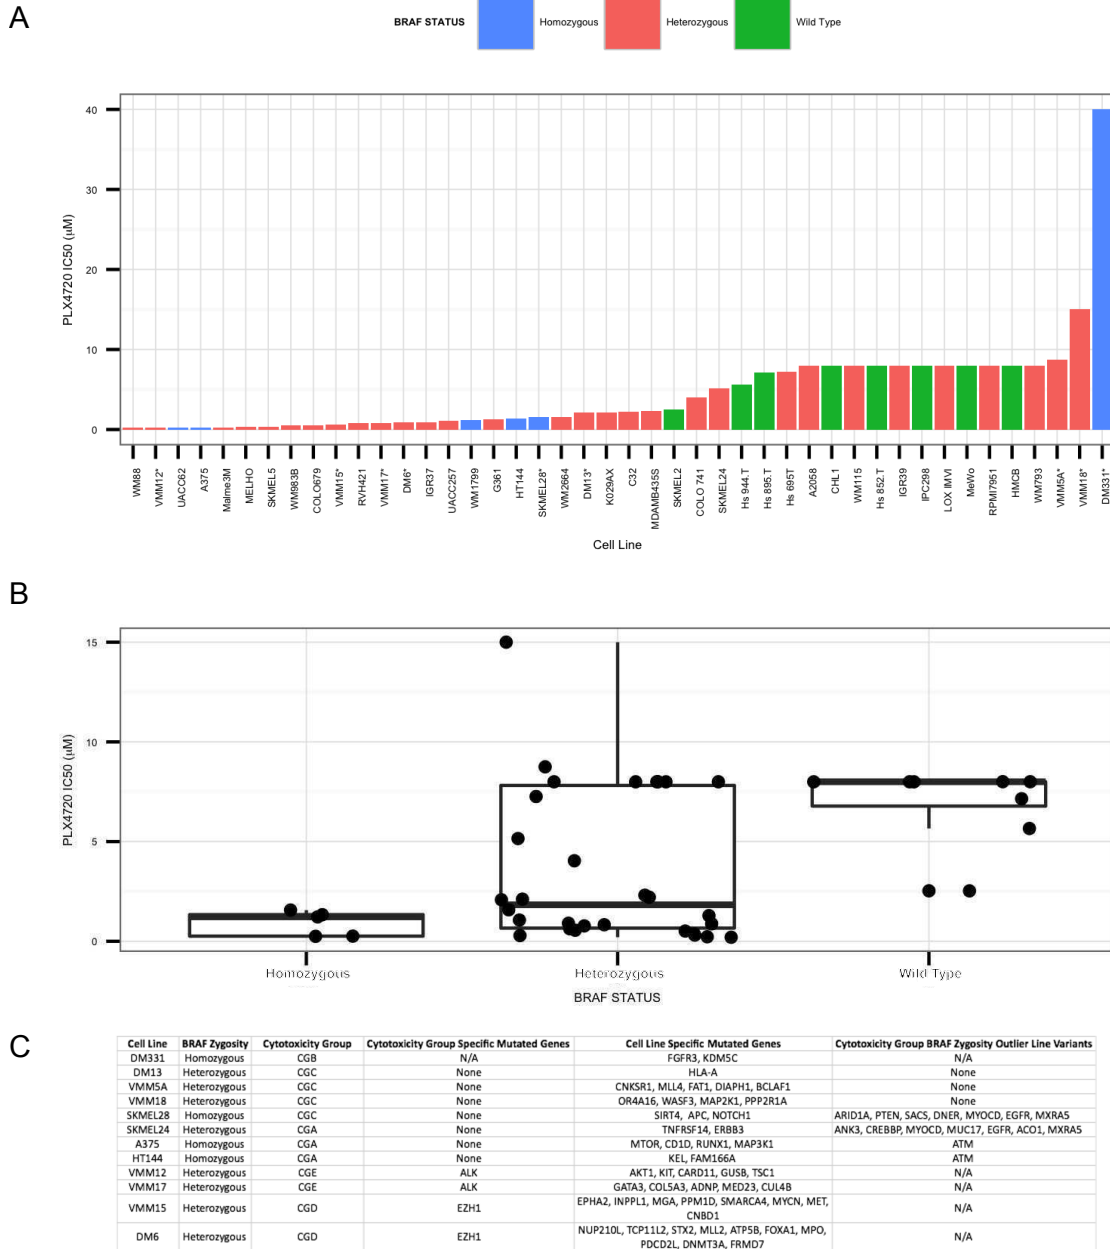 A
BRAF STATUS Homozygous Heterozygous Wild Type
40
30
20
10
0
PLX4720 IC50 (μM)
WM88 VMM12* UACC62 A375 Malme3M MELHO SKMEL5 WM983B COLO679 VMM15* RVH421 VMM17* DM6* IGR37 UACC257 WM1799 G361 HT144 SKMEL28* WM2664 DM13* K029AX C32 MDAMB435S SKMEL2 COLO 741 SKMEL24 Hs 944.T Hs 895.T Hs 695T A2058 CHL1 WM115 Hs 852.T IGR39 IPC298 LOX IMVI MeWo RPMI7951 HMCB WM793 VMM5A* VMM18* DM331*
Cell Line
B
15
10
5
0
PLX4720 IC50 (μM)
Homozygous Heterozygous Wild Type
BRAF STATUS
C
Cell Line BRAF Zygosity Cytotoxicity Group Cytotoxicity Group Specific Mutated Genes Cell Line Specific Mutated Genes Cytotoxicity Group BRAF Zygosity Outlier Line Variants
DM331 Homozygous CGB N/A FGFR3, KDM5C N/A
DM13 Heterozygous CGC None HLA-A None
VMM5A Heterozygous CGC None CNKSR1, MLL4, FAT1, DIAPH1, BCLAF1 None
VMM18 Heterozygous CGC None OR4A16, WASF3, MAP2K1, PPP2R1A None
SKMEL28 Homozygous CGC None SIRT4, APC, NOTCH1 ARID1A, PTEN, SACS, DNER, MYOCD, EGFR, MXRA5
SKMEL24 Heterozygous CGA None TNFRSF14, ERBB3 ANK3, CREBBP, MYOCD, MUC17, EGFR, ACO1, MXRA5
A375 Homozygous CGA None MTOR, CD1D, RUNX1, MAP3K1 ATM
HT144 Homozygous CGA None KEL, FAM166A ATM
VMM12 Heterozygous CGE ALK AKT1, KIT, CARD11, GUSB, TSC1 N/A
VMM17 Heterozygous CGE ALK GATA3, COL5A3, ADNP, MED23, CUL4B N/A
VMM15 Heterozygous CGD EZH1 EPHA2, INPPL1, MGA, PPM1D, SMARCA4, MYCN, MET, CNBD1 N/A
DM6 Heterozygous CGD EZH1 NUP210L, TCP11L2, STX2, MLL2, ATP5B, FOXA1, MPO, PDCD2L, DNMT3A, FRMD7 N/A